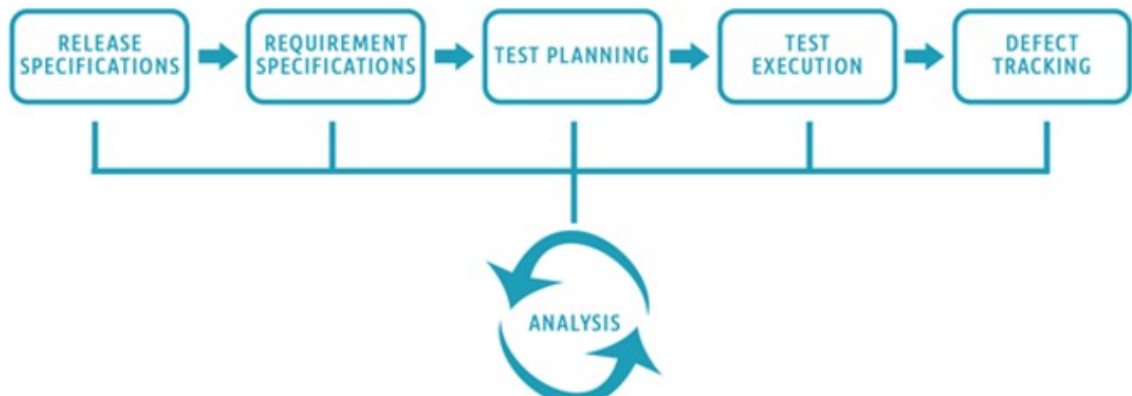 RELEASE
SPECIFICATIONS
REQUIREMENT
SPECIFICATIONS
TEST PLANNING
TEST
EXECUTION
DEFECT
TRACKING
ANALYSIS